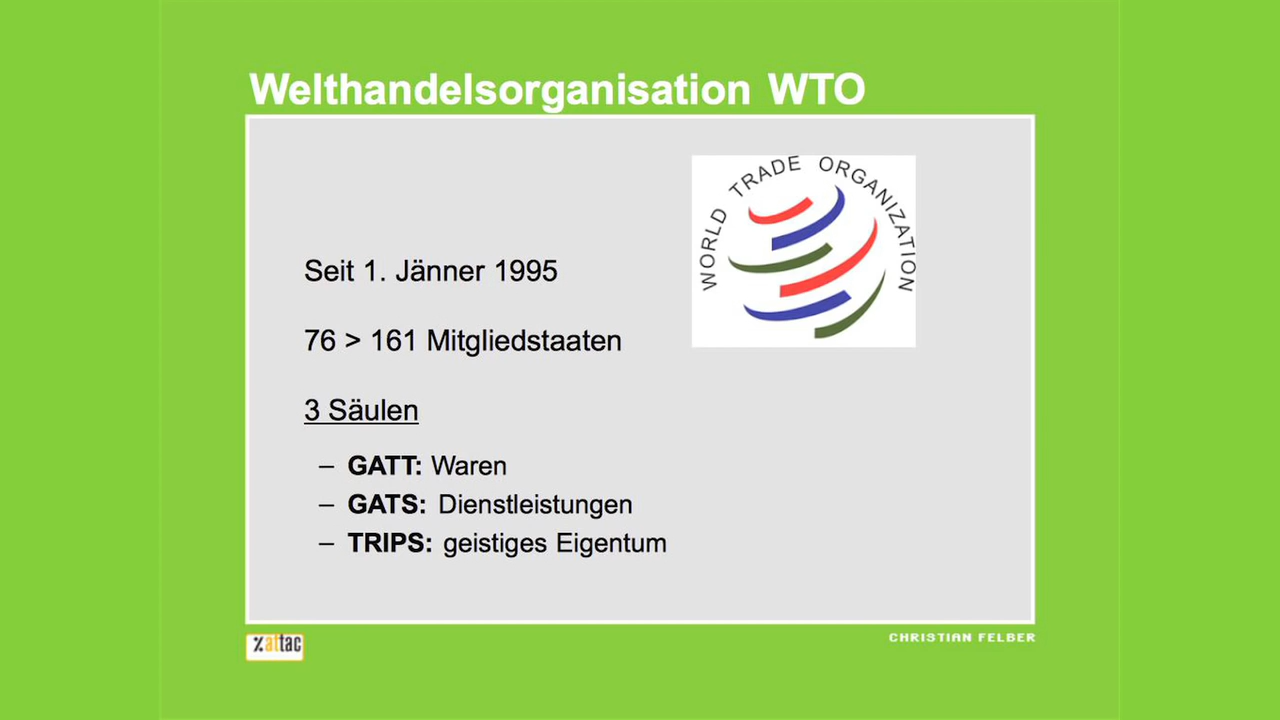 Welthandelsorganisation WTO
WORLD TRADE ORGANIZATION
Seit 1. Jänner 1995
76 > 161 Mitgliedstaaten
3 Säulen
– GATT: Waren
– GATS: Dienstleistungen
– TRIPS: geistiges Eigentum
attac
CHRISTIAN FELBER